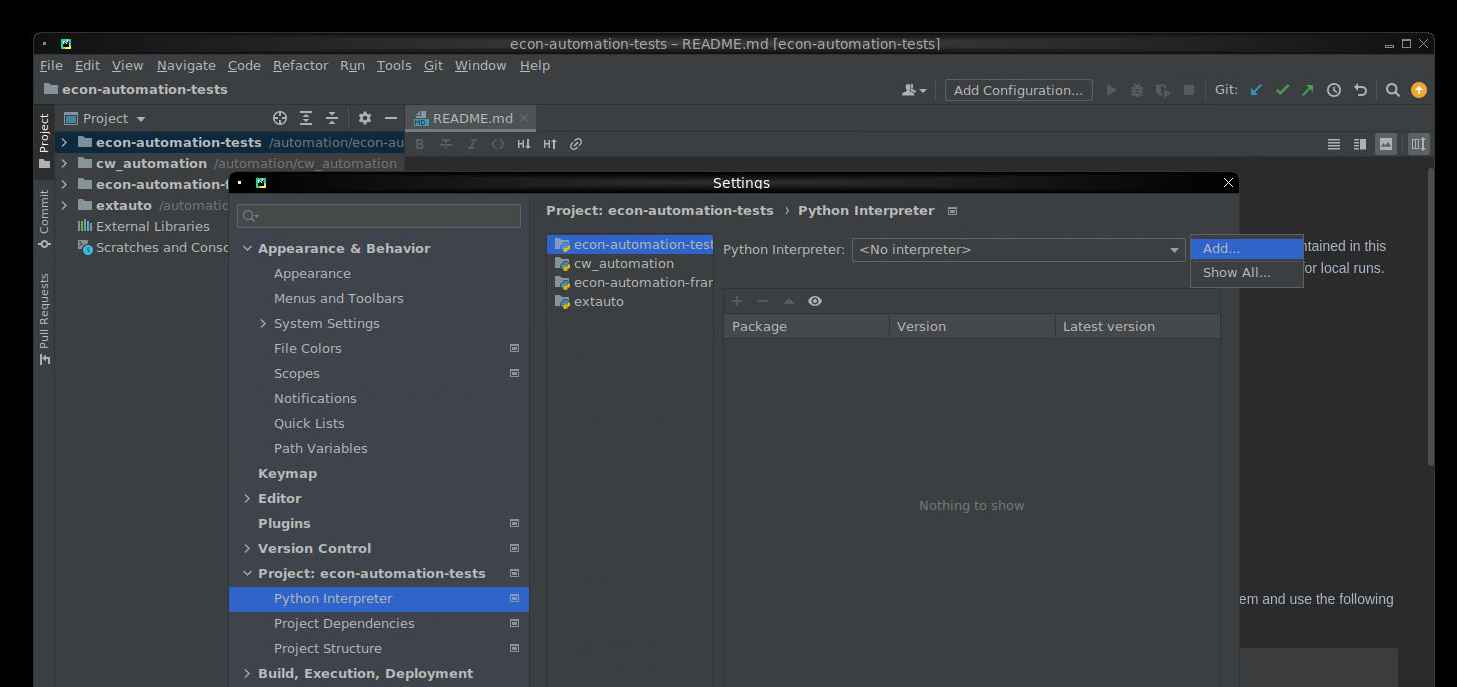 econ-automation-tests – README.md [econ-automation-tests]
File Edit View Navigate Code Refactor Run Tools Git Window Help
econ-automation-tests
Add Configuration...
Git:
Project
README.md
Project
Commit
Pull Requests
econ-automation-tests /automation/econ-au
cw_automation /automation/cw_automation
econ-automation-f
extauto /automatic
External Libraries
Scratches and Conso
Settings
Appearance & Behavior
Appearance
Menus and Toolbars
System Settings
File Colors
Scopes
Notifications
Quick Lists
Path Variables
Keymap
Editor
Plugins
Version Control
Project: econ-automation-tests
Python Interpreter
Project Dependencies
Project Structure
Build, Execution, Deployment
Project: econ-automation-tests › Python Interpreter
econ-automation-test
cw_automation
econ-automation-frar
extauto
Python Interpreter: <No interpreter>
Add...
Show All...
Package Version Latest version
Nothing to show
ntained in this
for local runs.
em and use the following